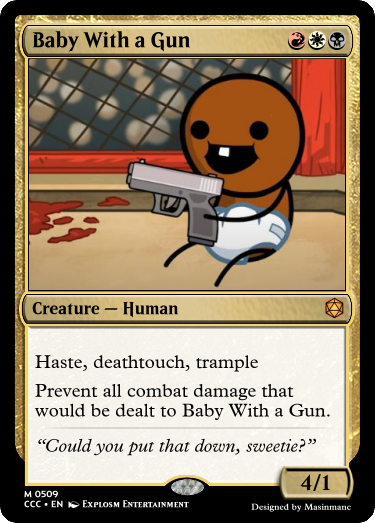 Baby With a Gun
Creature — Human
Haste, deathtouch, trample
Prevent all combat damage that
would be dealt to Baby With a Gun.
“Could you put that down, sweetie?”
4/1
M 0509
CCC • EN Explosm Entertainment
Designed by Masinmanc